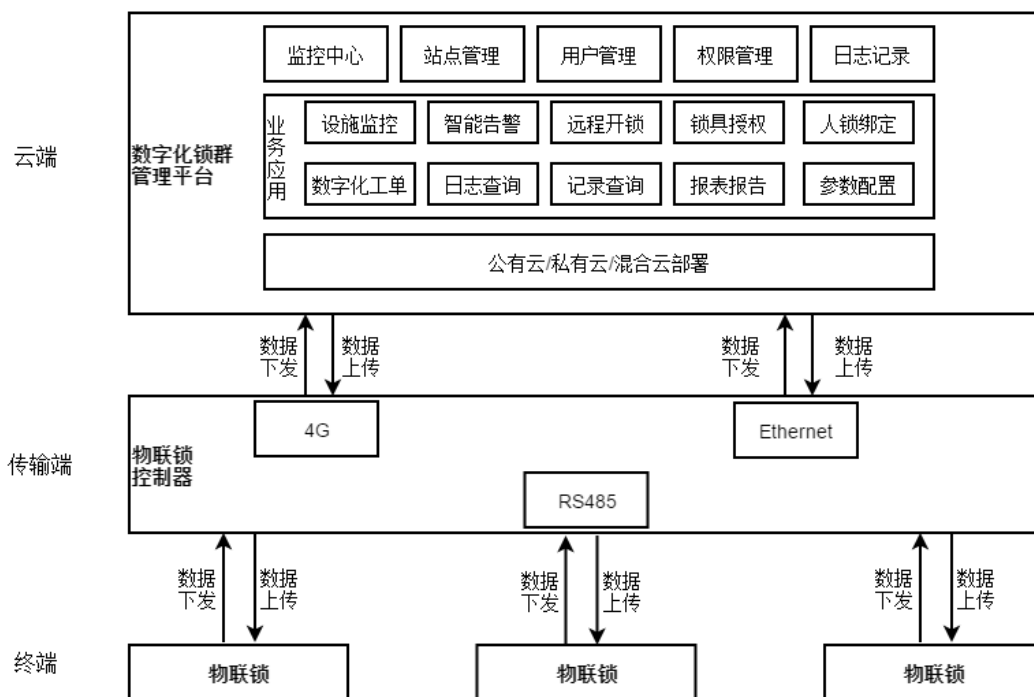 监控中心 站点管理 用户管理 权限管理 日志记录
云端
数字化锁群
管理平台
业务应用
设施监控 智能告警 远程开锁 锁具授权 人锁绑定
数字化工单 日志查询 记录查询 报表报告 参数配置
公有云/私有云/混合云部署
数据
下发
数据
上传
数据
下发
数据
上传
传输端
物联锁
控制器
4G
Ethernet
RS485
数据
下发
数据
上传
数据
下发
数据
上传
数据
下发
数据
上传
终端
物联锁 物联锁 物联锁